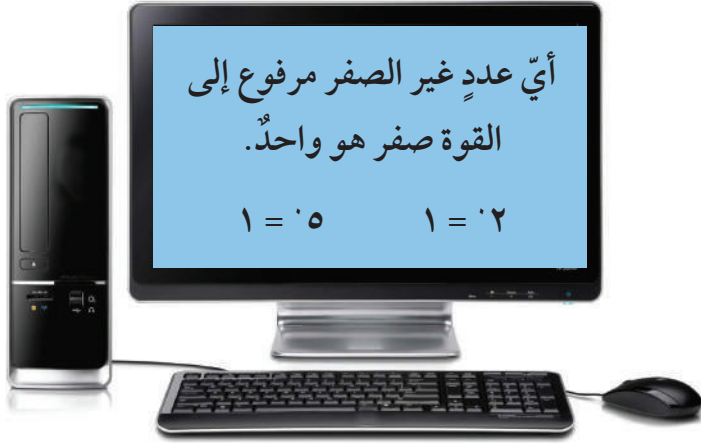 أيّ عددٍ غير الصفر مرفوع إلى
القوة صفر هو واحدٌ.
٢٠ = ١ ٥٠ = ١